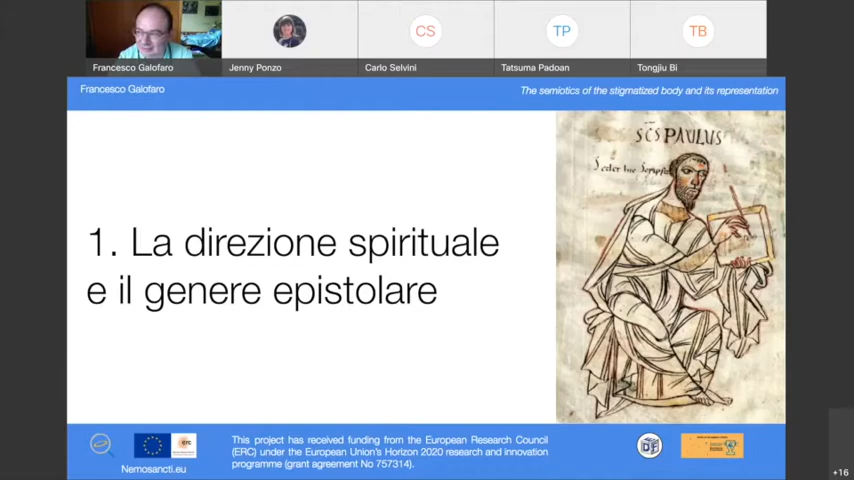 CS
TP
TB
Francesco Galofaro
Jenny Ponzo
Carlo Selvini
Tatsuma Padoan
Tongjiu Bi
Francesco Galofaro
The semiotics of the stigmatized body and its representation
1. La direzione spirituale
e il genere epistolare
SCS PAULUS
Nemosancti.eu
This project has received funding from the European Research Council
(ERC) under the European Union's Horizon 2020 research and innovation
programme (grant agreement No 757314).
+16